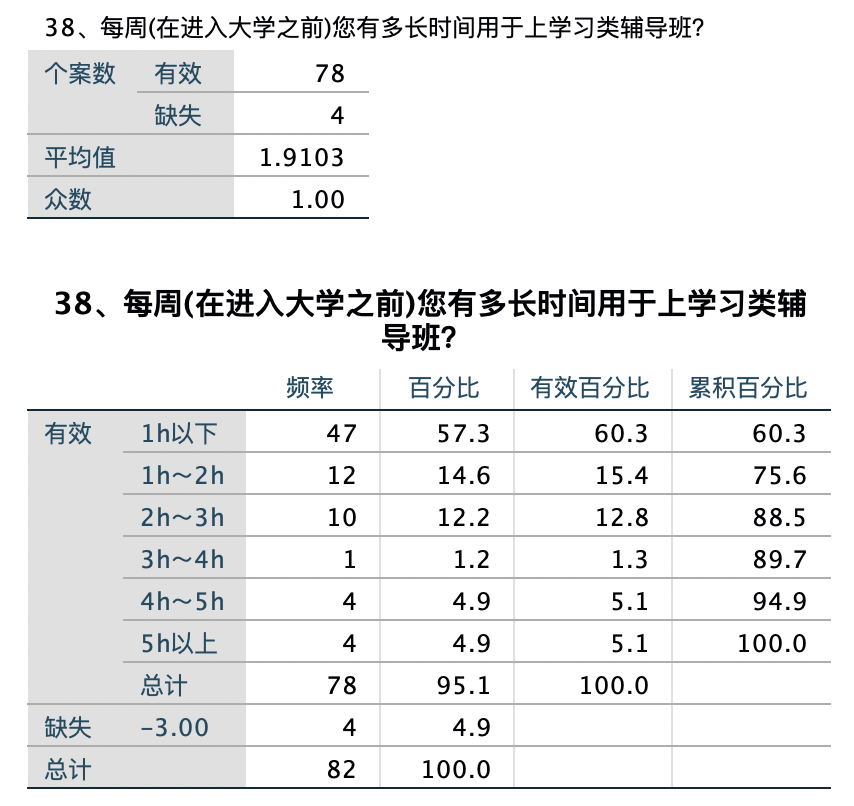 38、每周(在进入大学之前)您有多长时间用于上学习类辅导班?
个案数 有效 78
缺失 4
平均值 1.9103
众数 1.00
38、每周(在进入大学之前)您有多长时间用于上学习类辅
导班?
频率 百分比 有效百分比 累积百分比
有效 1h以下 47 57.3 60.3 60.3
1h～2h 12 14.6 15.4 75.6
2h～3h 10 12.2 12.8 88.5
3h～4h 1 1.2 1.3 89.7
4h～5h 4 4.9 5.1 94.9
5h以上 4 4.9 5.1 100.0
总计 78 95.1 100.0
缺失 -3.00 4 4.9
总计 82 100.0